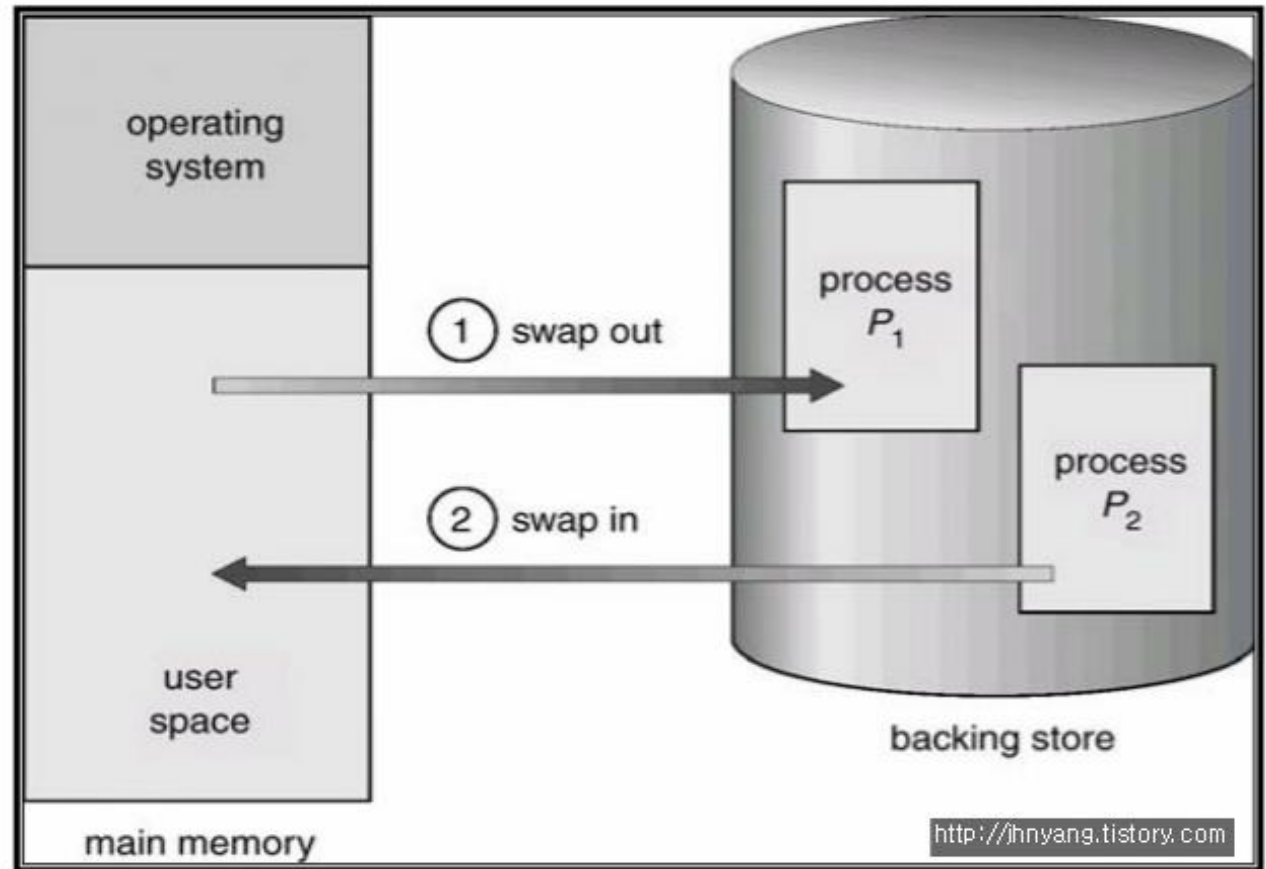 operating
system
1 swap out
process
P1
2 swap in
process
P2
user
space
backing store
main memory
http://jhnyang.tistory.com